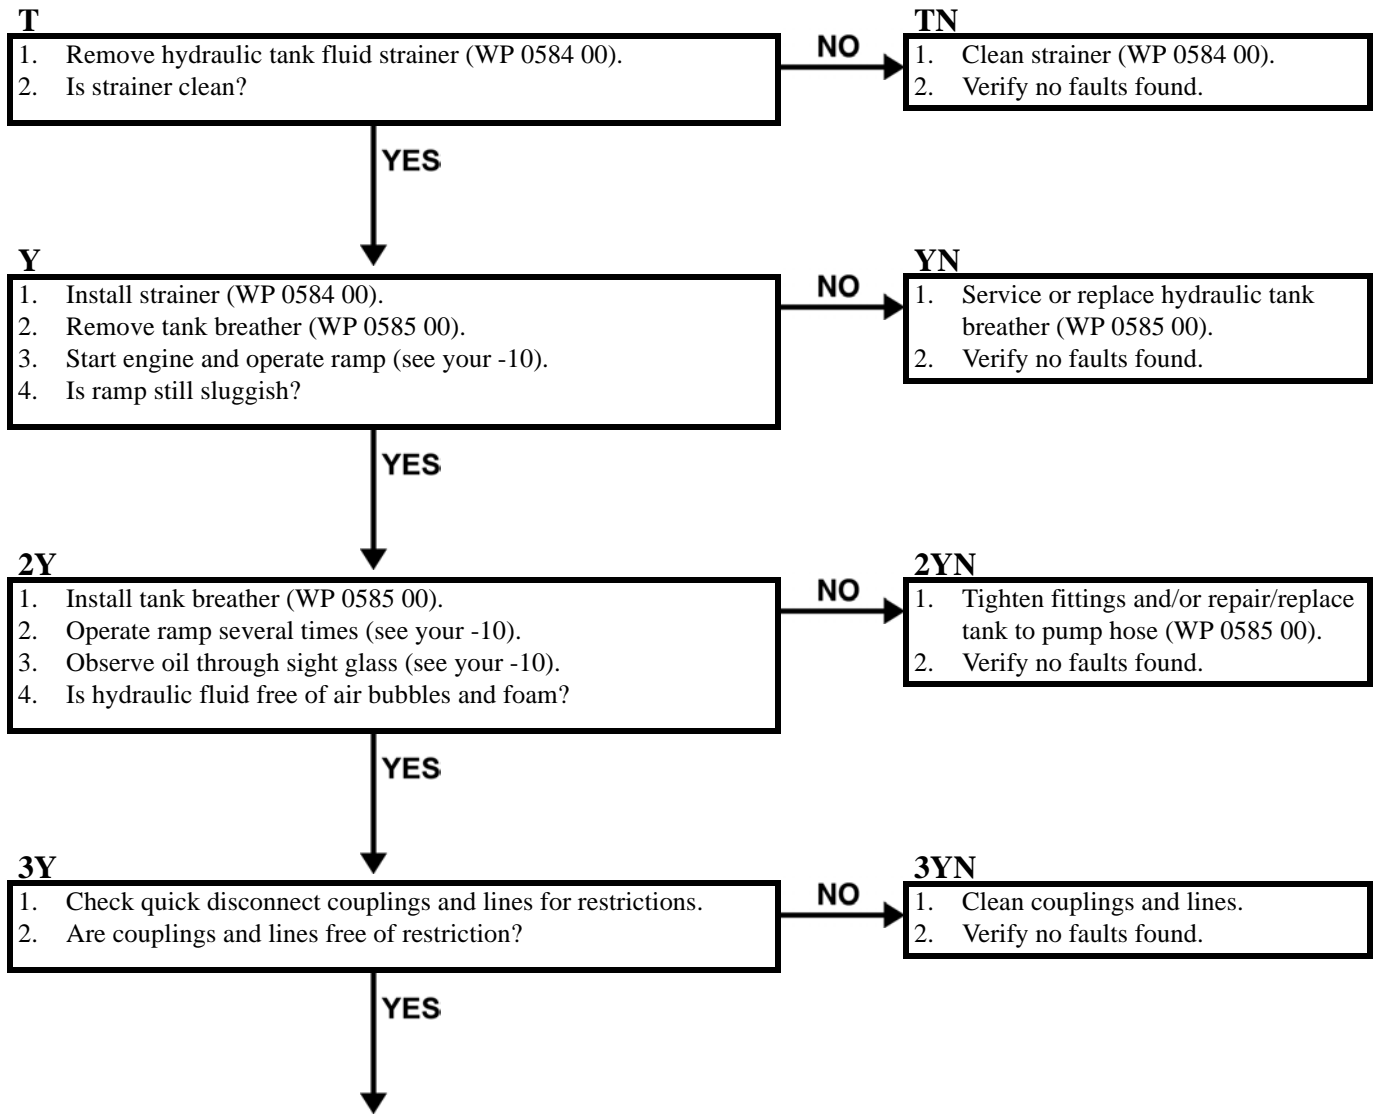 T
1. Remove hydraulic tank fluid strainer (WP 0584 00).
2. Is strainer clean?
NO
TN
1. Clean strainer (WP 0584 00).
2. Verify no faults found.
YES
Y
1. Install strainer (WP 0584 00).
2. Remove tank breather (WP 0585 00).
3. Start engine and operate ramp (see your -10).
4. Is ramp still sluggish?
NO
YN
1. Service or replace hydraulic tank
breather (WP 0585 00).
2. Verify no faults found.
YES
2Y
1. Install tank breather (WP 0585 00).
2. Operate ramp several times (see your -10).
3. Observe oil through sight glass (see your -10).
4. Is hydraulic fluid free of air bubbles and foam?
NO
2YN
1. Tighten fittings and/or repair/replace
tank to pump hose (WP 0585 00).
2. Verify no faults found.
YES
3Y
1. Check quick disconnect couplings and lines for restrictions.
2. Are couplings and lines free of restriction?
NO
3YN
1. Clean couplings and lines.
2. Verify no faults found.
YES